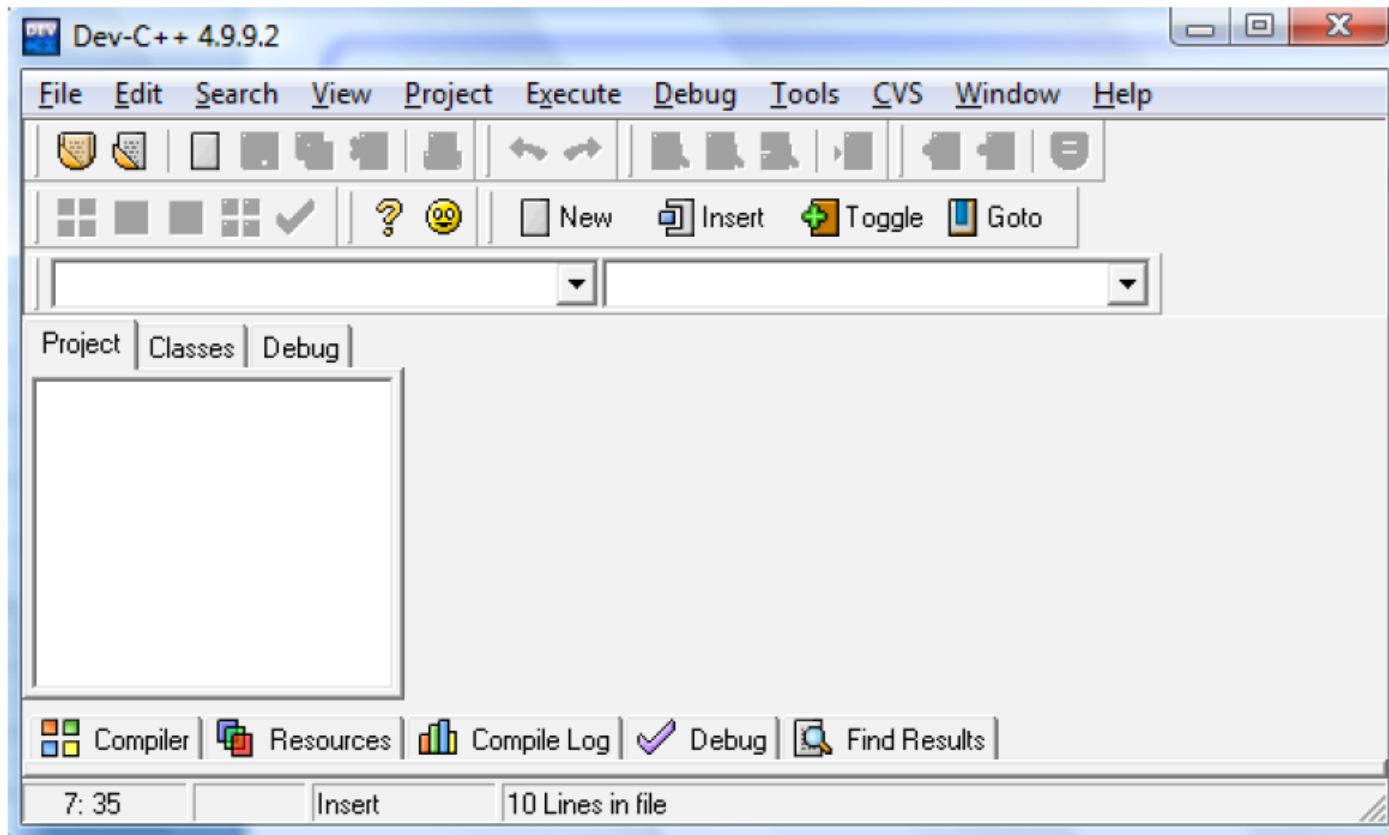 DEV C++ Dev-C++ 4.9.9.2
File Edit Search View Project Execute Debug Tools CVS Window Help
New Insert Toggle Goto
Project Classes Debug
Compiler Resources Compile Log Debug Find Results
7: 35 Insert 10 Lines in file